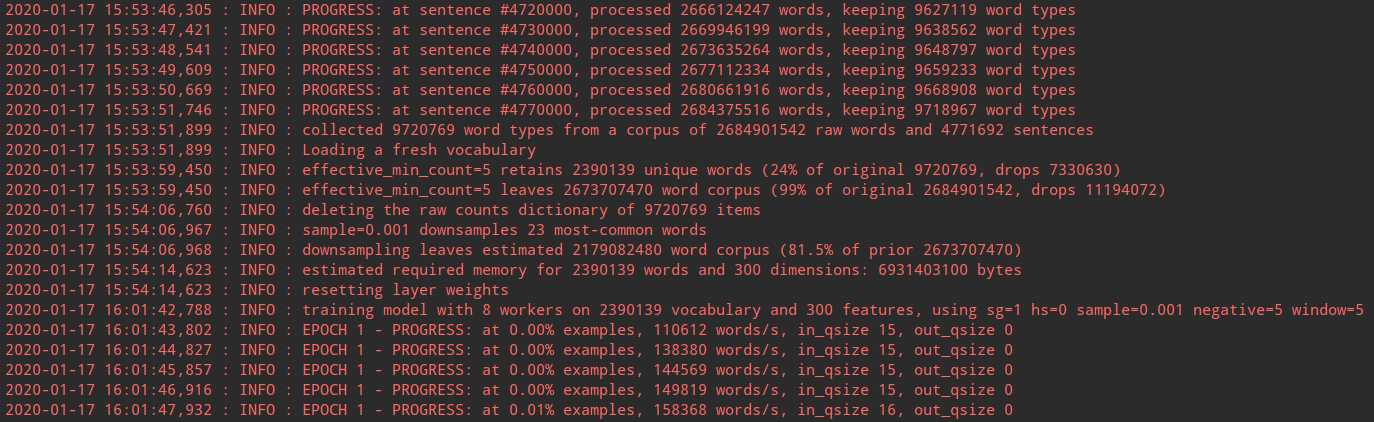 2020-01-17 15:53:46,305 : INFO : PROGRESS: at sentence #4720000, processed 2666124247 words, keeping 9627119 word types
2020-01-17 15:53:47,421 : INFO : PROGRESS: at sentence #4730000, processed 2669946199 words, keeping 9638562 word types
2020-01-17 15:53:48,541 : INFO : PROGRESS: at sentence #4740000, processed 2673635264 words, keeping 9648797 word types
2020-01-17 15:53:49,609 : INFO : PROGRESS: at sentence #4750000, processed 2677112334 words, keeping 9659233 word types
2020-01-17 15:53:50,669 : INFO : PROGRESS: at sentence #4760000, processed 2680661916 words, keeping 9668908 word types
2020-01-17 15:53:51,746 : INFO : PROGRESS: at sentence #4770000, processed 2684375516 words, keeping 9718967 word types
2020-01-17 15:53:51,899 : INFO : collected 9720769 word types from a corpus of 2684901542 raw words and 4771692 sentences
2020-01-17 15:53:51,899 : INFO : Loading a fresh vocabulary
2020-01-17 15:53:59,450 : INFO : effective_min_count=5 retains 2390139 unique words (24% of original 9720769, drops 7330630)
2020-01-17 15:53:59,450 : INFO : effective_min_count=5 leaves 2673707470 word corpus (99% of original 2684901542, drops 11194072)
2020-01-17 15:54:06,760 : INFO : deleting the raw counts dictionary of 9720769 items
2020-01-17 15:54:06,967 : INFO : sample=0.001 downsamples 23 most-common words
2020-01-17 15:54:06,968 : INFO : downsampling leaves estimated 2179082480 word corpus (81.5% of prior 2673707470)
2020-01-17 15:54:14,623 : INFO : estimated required memory for 2390139 words and 300 dimensions: 6931403100 bytes
2020-01-17 15:54:14,623 : INFO : resetting layer weights
2020-01-17 16:01:42,788 : INFO : training model with 8 workers on 2390139 vocabulary and 300 features, using sg=1 hs=0 sample=0.001 negative=5 window=5
2020-01-17 16:01:43,802 : INFO : EPOCH 1 - PROGRESS: at 0.00% examples, 110612 words/s, in_qsize 15, out_qsize 0
2020-01-17 16:01:44,827 : INFO : EPOCH 1 - PROGRESS: at 0.00% examples, 138380 words/s, in_qsize 15, out_qsize 0
2020-01-17 16:01:45,857 : INFO : EPOCH 1 - PROGRESS: at 0.00% examples, 144569 words/s, in_qsize 15, out_qsize 0
2020-01-17 16:01:46,916 : INFO : EPOCH 1 - PROGRESS: at 0.00% examples, 149819 words/s, in_qsize 15, out_qsize 0
2020-01-17 16:01:47,932 : INFO : EPOCH 1 - PROGRESS: at 0.01% examples, 158368 words/s, in_qsize 16, out_qsize 0